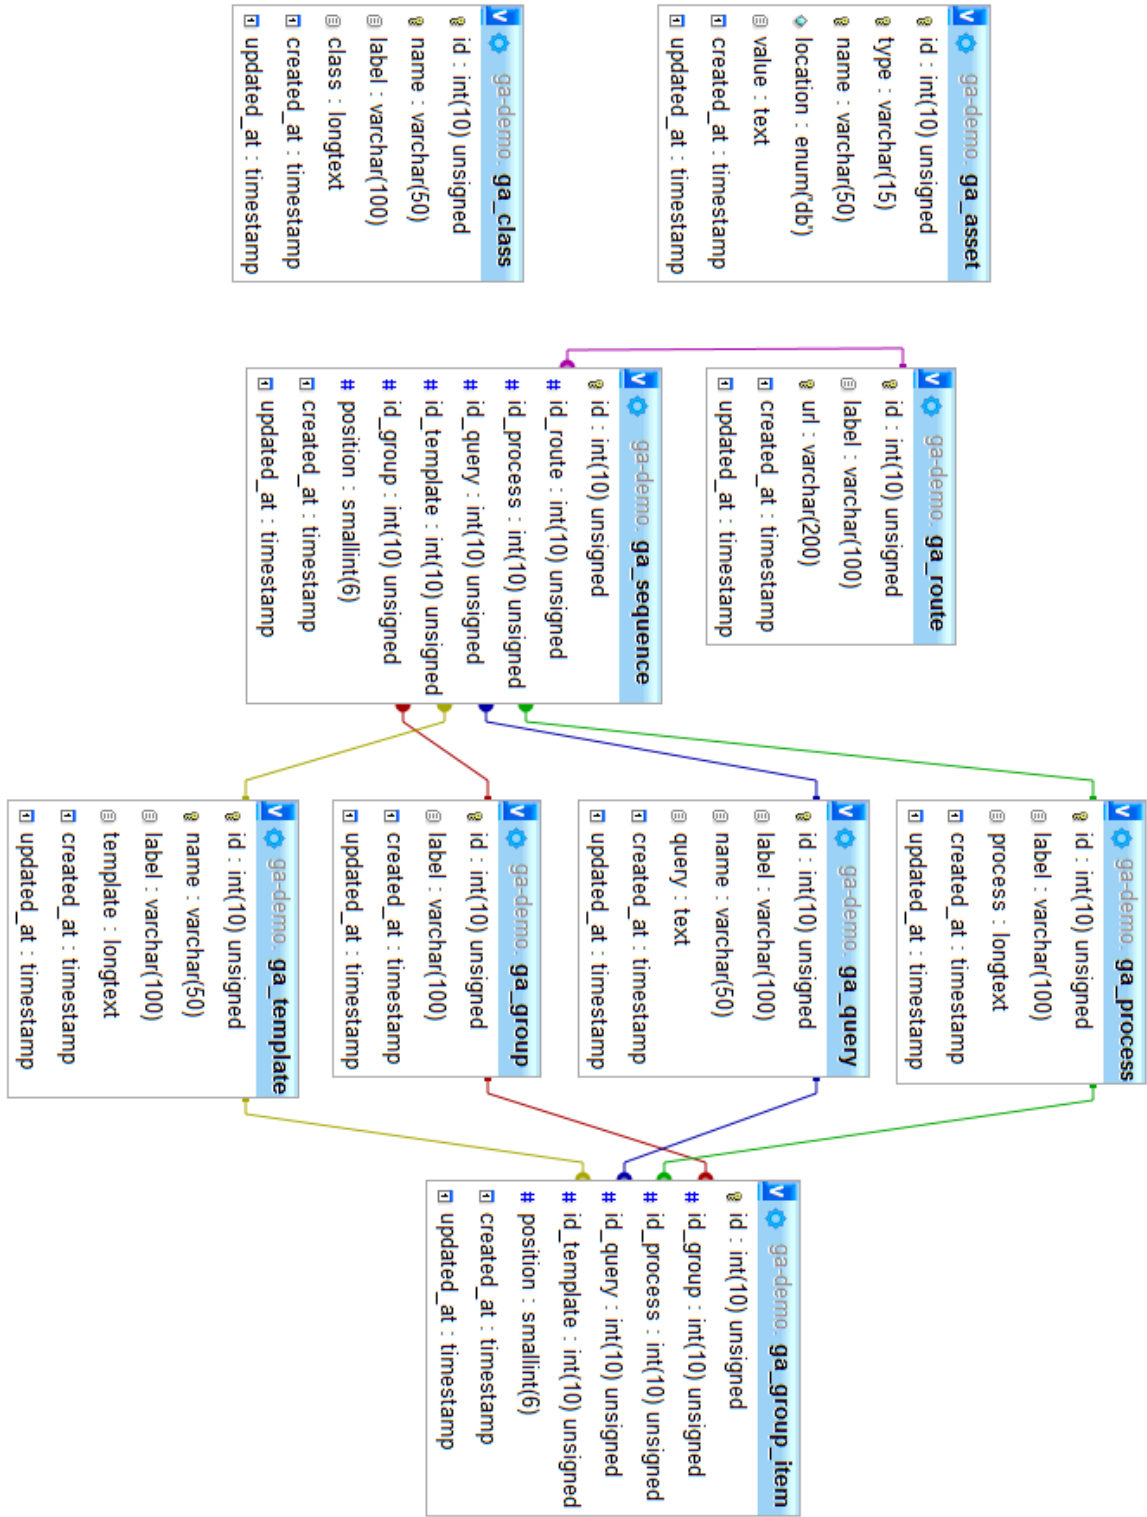 ga-demo. ga_asset
id : int(10) unsigned
type : varchar(15)
name : varchar(50)
location : enum('db')
value : text
created_at : timestamp
updated_at : timestamp
ga-demo. ga_class
id : int(10) unsigned
name : varchar(50)
label : varchar(100)
class : longtext
created_at : timestamp
updated_at : timestamp
ga-demo. ga_route
id : int(10) unsigned
label : varchar(100)
url : varchar(200)
created_at : timestamp
updated_at : timestamp
ga-demo. ga_sequence
id : int(10) unsigned
id_route : int(10) unsigned
id_process : int(10) unsigned
id_query : int(10) unsigned
id_template : int(10) unsigned
id_group : int(10) unsigned
position : smallint(6)
created_at : timestamp
updated_at : timestamp
ga-demo. ga_process
id : int(10) unsigned
label : varchar(100)
process : longtext
created_at : timestamp
updated_at : timestamp
ga-demo. ga_query
id : int(10) unsigned
label : varchar(100)
name : varchar(50)
query : text
created_at : timestamp
updated_at : timestamp
ga-demo. ga_group
id : int(10) unsigned
label : varchar(100)
created_at : timestamp
updated_at : timestamp
ga-demo. ga_template
id : int(10) unsigned
name : varchar(50)
label : varchar(100)
template : longtext
created_at : timestamp
updated_at : timestamp
ga-demo. ga_group_item
id : int(10) unsigned
id_group : int(10) unsigned
id_process : int(10) unsigned
id_query : int(10) unsigned
id_template : int(10) unsigned
position : smallint(6)
created_at : timestamp
updated_at : timestamp